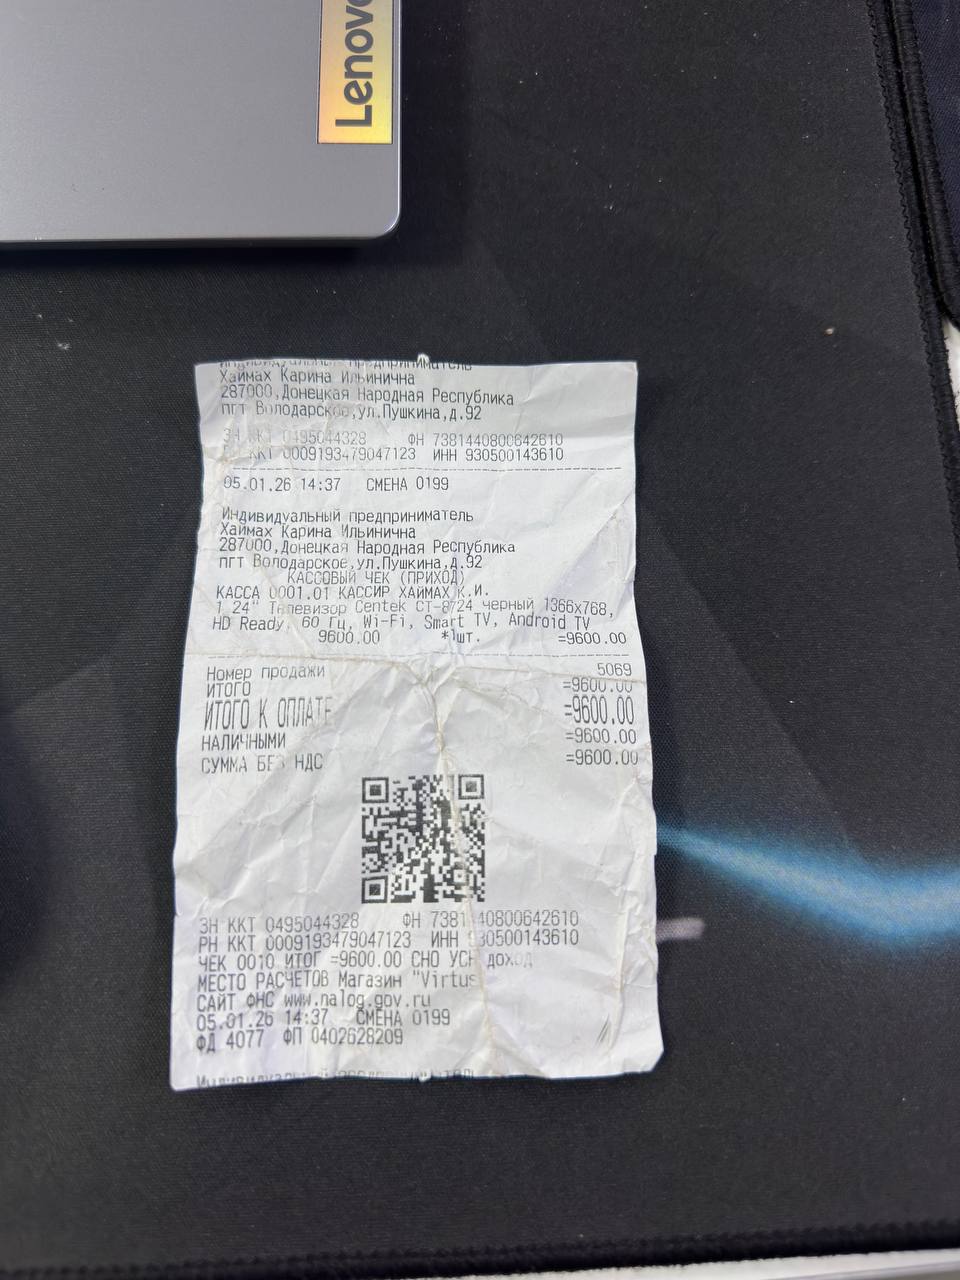 Lenovo
Индивидуальный предприниматель
Хаймах Карина Ильинична
287000,Донецкая Народная Республика
пгт Володарское,ул.Пушкина,д.92
ЗН ККТ 0495044328 ФН 7381440800642610
РН ККТ 0009193479047123 ИНН 930500143610
05.01.26 14:37 СМЕНА 0199
Индивидуальный предприниматель
Хаймах Карина Ильинична
287000,Донецкая Народная Республика
пгт Володарское,ул.Пушкина,д.92
КАССОВЫЙ ЧЕК (ПРИХОД)
КАССА 0001.01 КАССИР ХАЙМАХ К.И.
1 24" Телевизор Centek CT-8724 черный 1366x768,
HD Ready, 60 Гц, Wi-Fi, Smart TV, Android TV
9600.00 *1шт. =9600.00
Номер продажи 5069
ИТОГО =9600.00
ИТОГО К ОПЛАТЕ =9600.00
НАЛИЧНЫМИ =9600.00
СУММА БЕЗ НДС =9600.00
ЗН ККТ 0495044328 ФН 7381440800642610
РН ККТ 0009193479047123 ИНН 930500143610
ЧЕК 0010 ИТОГ =9600.00 СНО УСН доход
МЕСТО РАСЧЕТОВ Магазин "Virtus
САЙТ ФНС www.nalog.gov.ru
05.01.26 14:37 СМЕНА 0199
ФД 4077 ФП 0402628209
Индивидуальный предприниматель